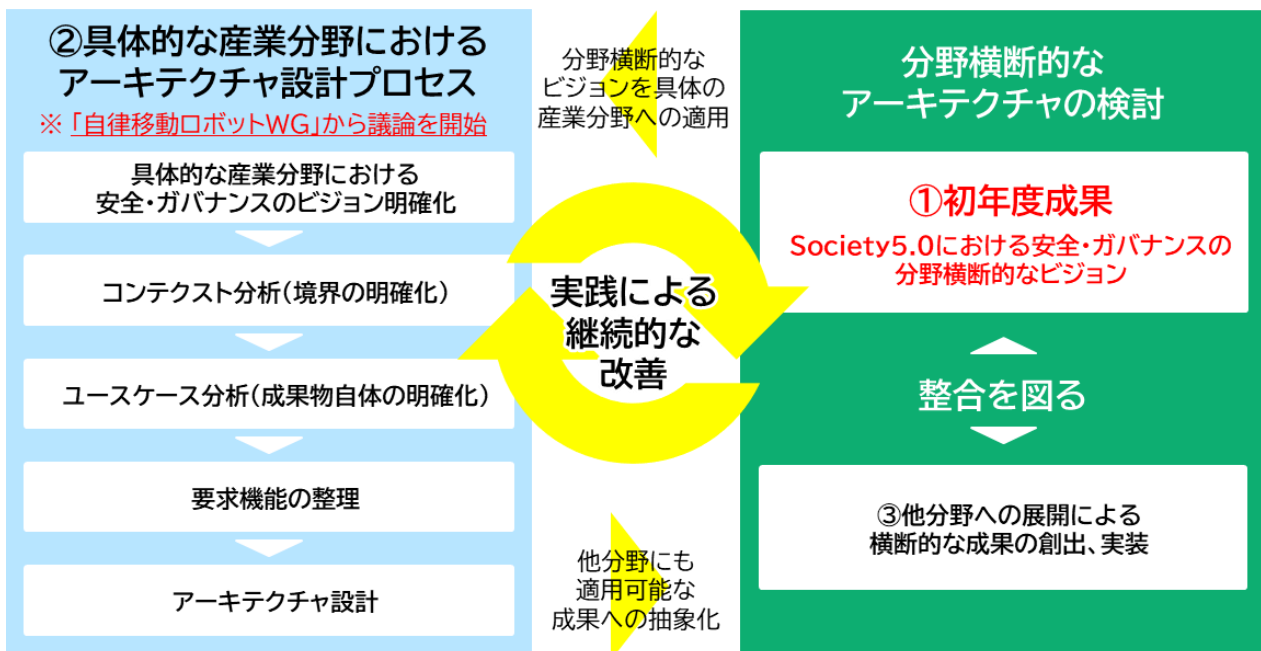 ②具体的な産業分野における
アーキテクチャ設計プロセス
※「自律移動ロボットWG」から議論を開始
具体的な産業分野における
安全・ガバナンスのビジョン明確化
コンテクスト分析(境界の明確化)
ユースケース分析(成果物自体の明確化)
要求機能の整理
アーキテクチャ設計
分野横断的な
ビジョンを具体の
産業分野への適用
実践による
継続的な
改善
他分野にも
適用可能な
成果への抽象化
分野横断的な
アーキテクチャの検討
①初年度成果
Society5.0における安全・ガバナンスの
分野横断的なビジョン
整合を図る
③他分野への展開による
横断的な成果の創出、実装